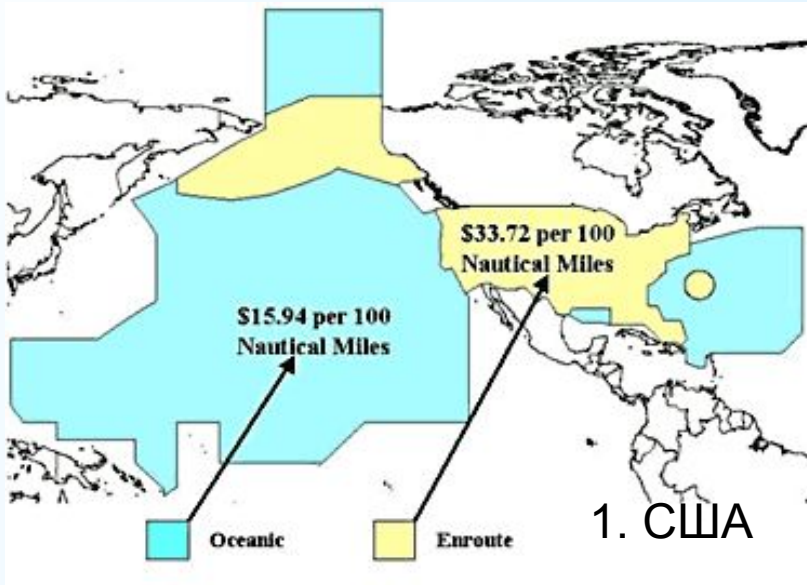 $33.72 per 100
Nautical Miles
$15.94 per 100
Nautical Miles
Oceanic
Enroute
1. США